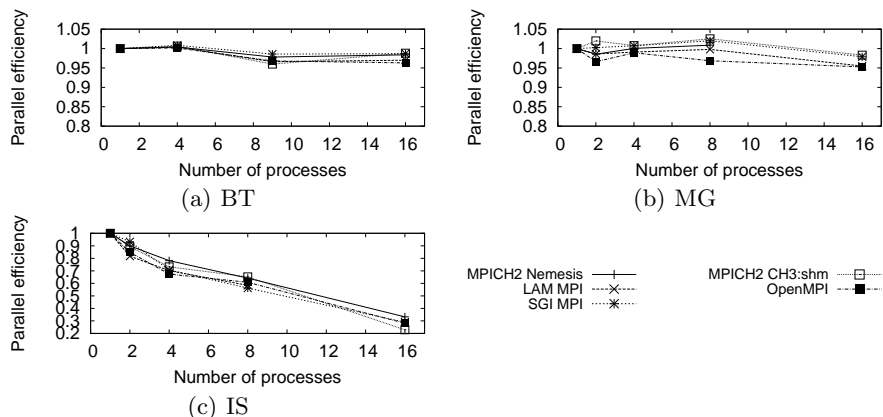 1.05
1
0.95
0.9
0.85
0.8
Parallel efficiency
0 2 4 6 8 10 12 14 16
Number of processes
(a) BT
1.05
1
0.95
0.9
0.85
0.8
Parallel efficiency
0 2 4 6 8 10 12 14 16
Number of processes
(b) MG
1
0.9
0.8
0.7
0.6
0.5
0.4
0.3
0.2
Parallel efficiency
0 2 4 6 8 10 12 14 16
Number of processes
(c) IS
MPICH2 Nemesis
LAM MPI
SGI MPI
MPICH2 CH3:shm
OpenMPI